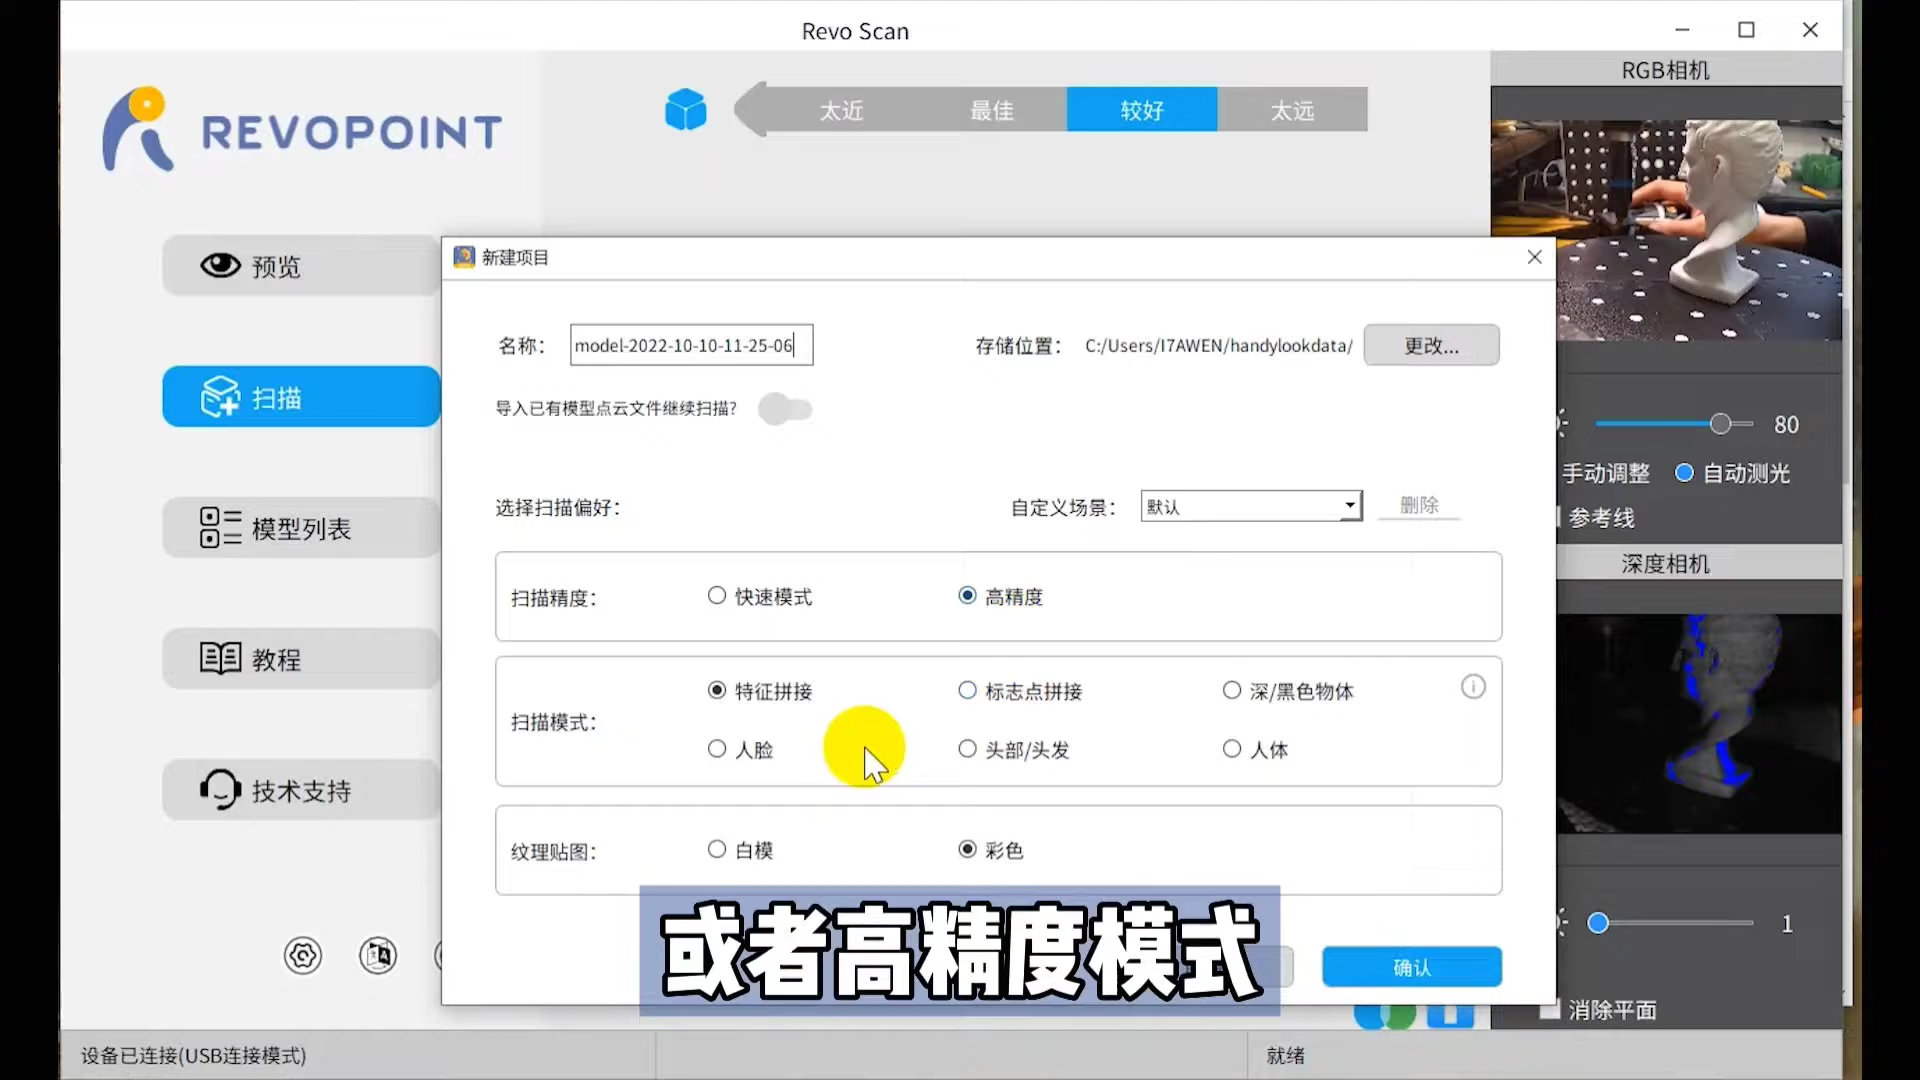 Revo Scan
REVOPOINT
太近 最佳 较好 太远
RGB相机
预览
扫描
模型列表
教程
技术支持
新建项目
名称： model-2022-10-10-11-25-06 存储位置： C:/Users/I7AWEN/handylookdata/ 更改...
导入已有模型点云文件继续扫描?
选择扫描偏好： 自定义场景： 默认 删除
扫描精度： 快速模式 高精度
扫描模式： 特征拼接 标志点拼接 深/黑色物体
人脸 头部/头发 人体
纹理贴图： 白模 彩色
确认
80
手动调整 自动测光
参考线
深度相机
1
消除平面
或者高精度模式
设备已连接(USB连接模式) 就绪